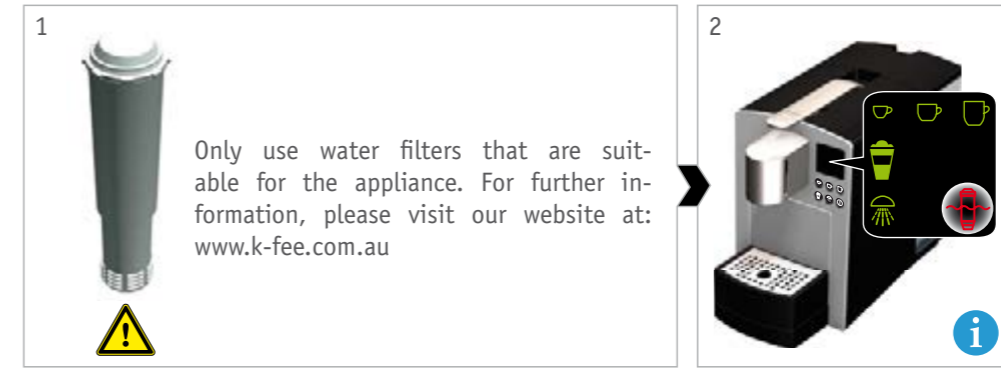 1
Only use water filters that are suit-
able for the appliance. For further in-
formation, please visit our website at:
www.k-fee.com.au
2
i